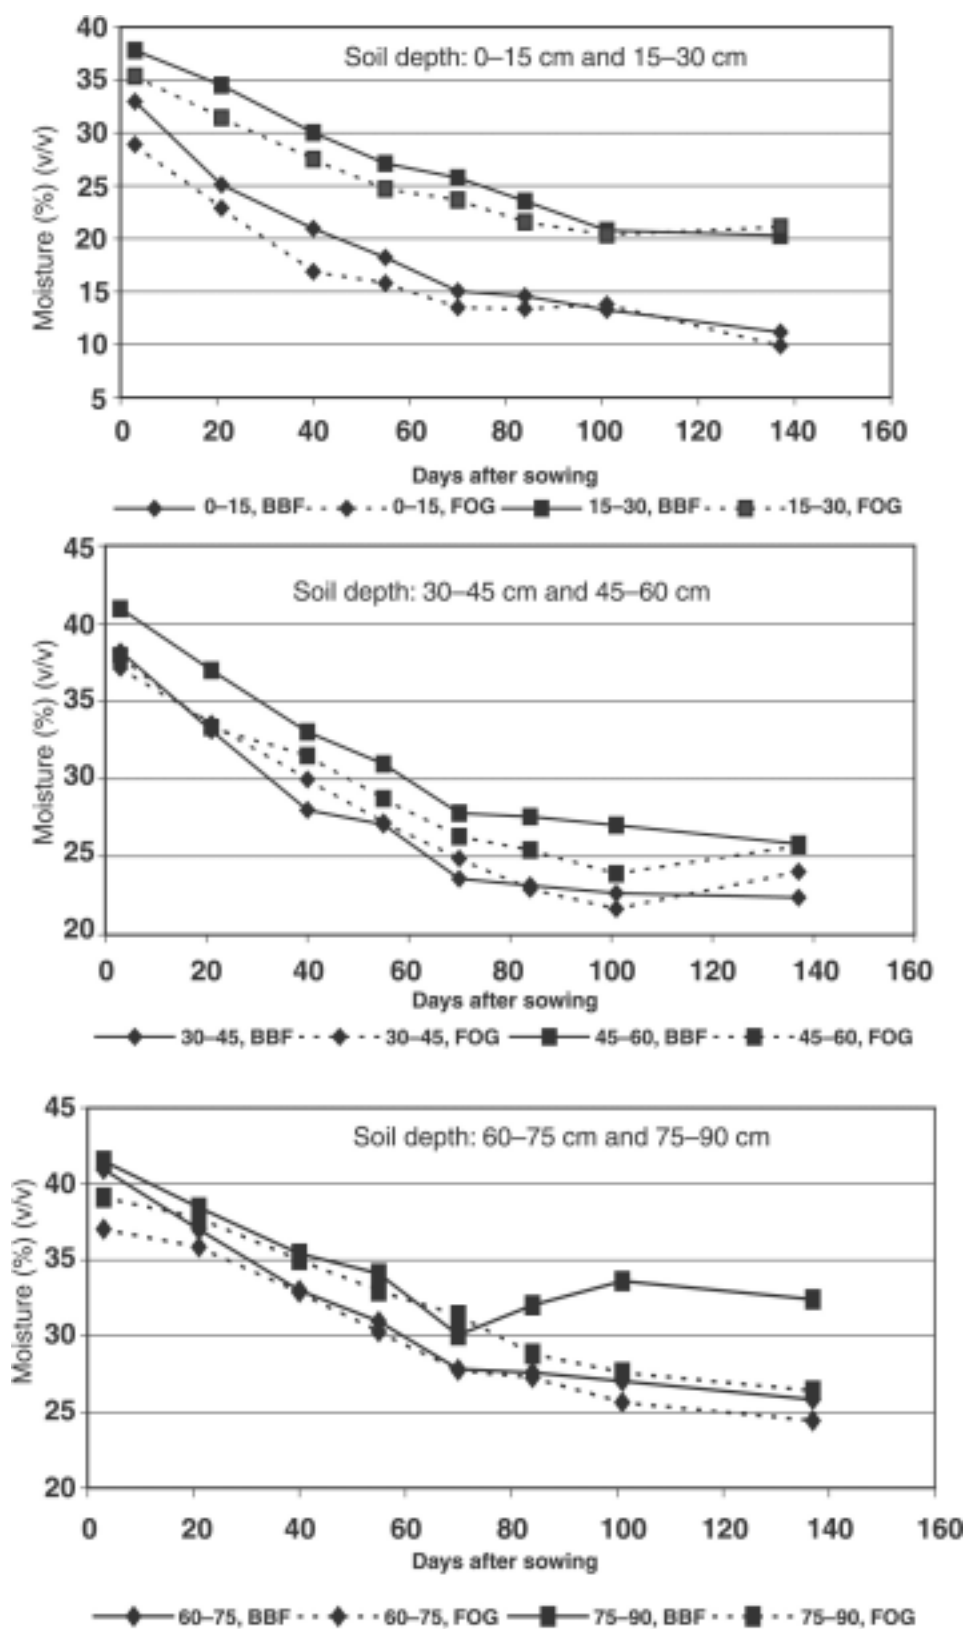 40
Soil depth: 0–15 cm and 15–30 cm
35
30
25
20
15
10
5
Moisture (%) (v/v)
0 20 40 60 80 100 120 140 160
Days after sowing
0–15, BBF 0–15, FOG 15–30, BBF 15–30, FOG
45
Soil depth: 30–45 cm and 45–60 cm
40
35
30
25
20
Moisture (%) (v/v)
0 20 40 60 80 100 120 140 160
Days after sowing
30–45, BBF 30–45, FOG 45–60, BBF 45–60, FOG
45
Soil depth: 60–75 cm and 75–90 cm
40
35
30
25
20
Moisture (%) (v/v)
0 20 40 60 80 100 120 140 160
Days after sowing
60–75, BBF 60–75, FOG 75–90, BBF 75–90, FOG